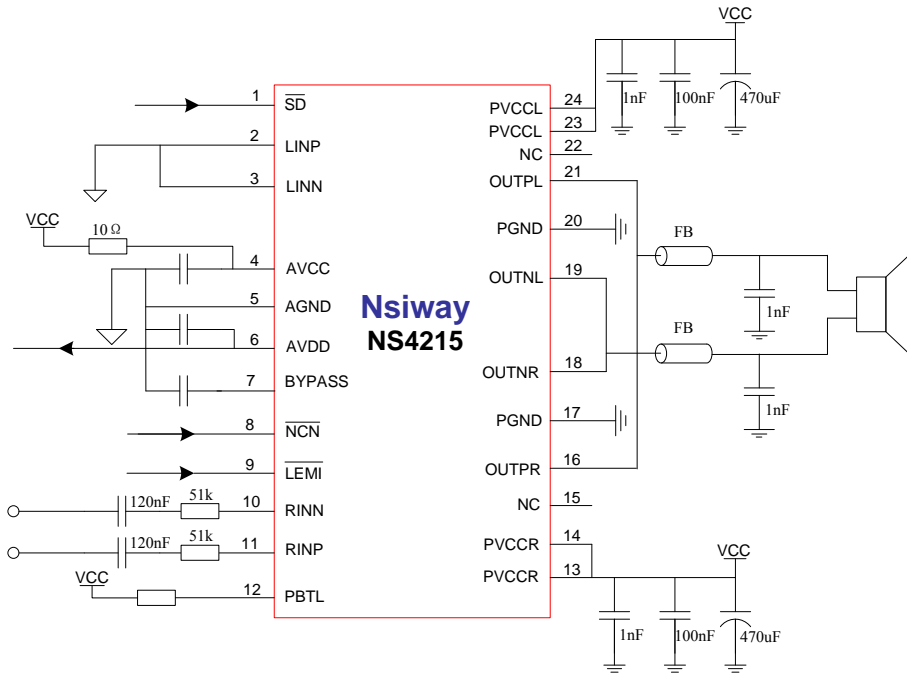 VCC
1nF
100nF
470uF
1 SD
2 LINP
3 LINN
VCC
10Ω
4 AVCC
5 AGND
6 AVDD
7 BYPASS
8 NCN
9 LEMI
120nF
51k
10 RINN
120nF
51k
11 RINP
VCC
12 PBTL
Nsiway
NS4215
PVCCL 24
PVCCL 23
NC 22
OUTPL 21
PGND 20
OUTNL 19
OUTNR 18
PGND 17
OUTPR 16
NC 15
PVCCR 14
PVCCR 13
FB
1nF
FB
1nF
VCC
1nF
100nF
470uF